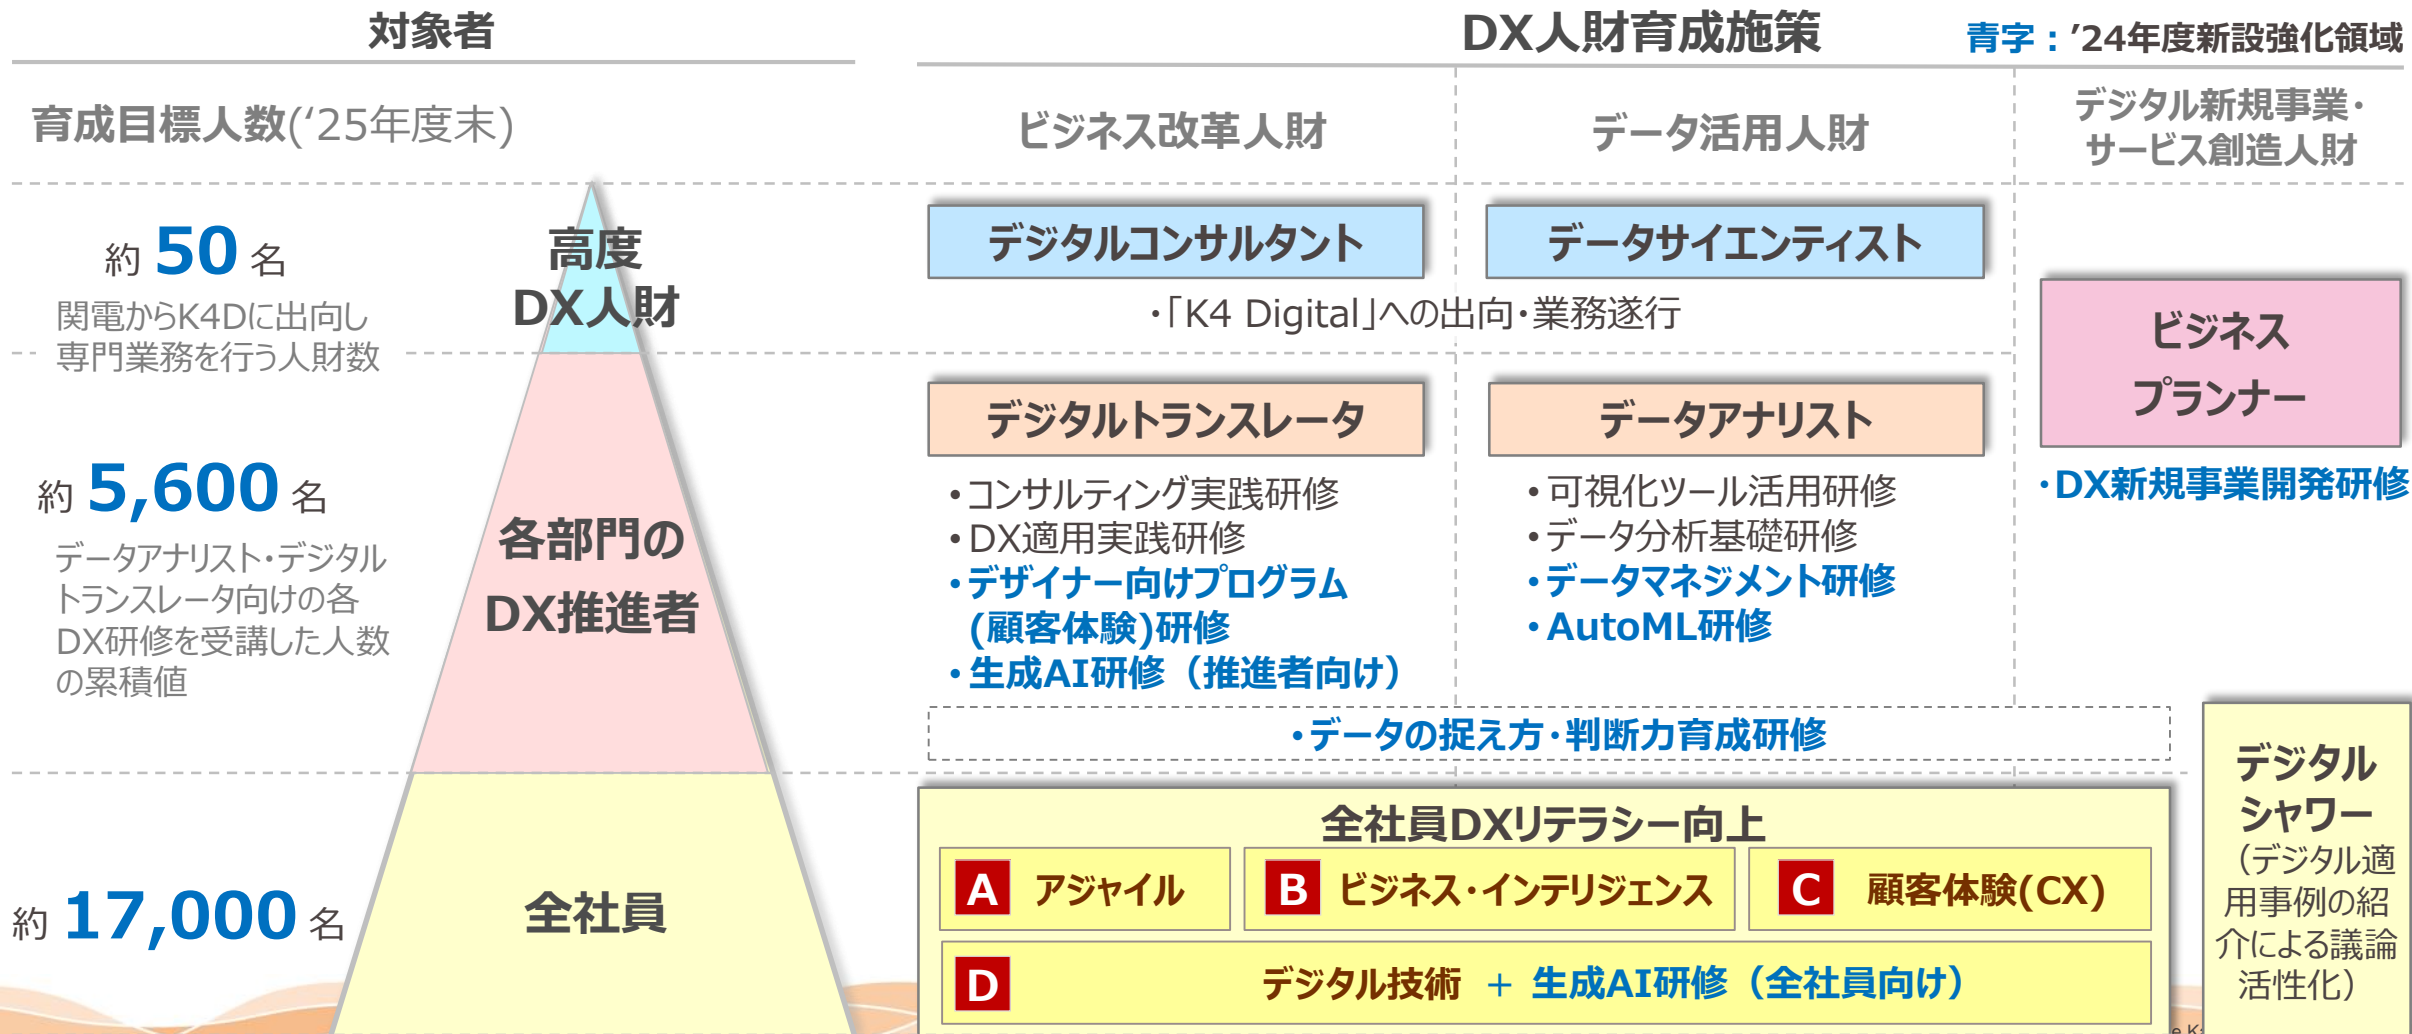 対象者
DX人財育成施策
青字：’24年度新設強化領域
育成目標人数(‘25年度末)
ビジネス改革人財
データ活用人財
デジタル新規事業・
サービス創造人財
約 50 名
関電からK4Dに出向し
専門業務を行う人財数
高度
DX人財
デジタルコンサルタント
データサイエンティスト
・「K4 Digital」への出向・業務遂行
ビジネス
プランナー
・DX新規事業開発研修
約 5,600 名
データアナリスト・デジタル
トランスレータ向けの各
DX研修を受講した人数
の累積値
各部門の
DX推進者
デジタルトランスレータ
・コンサルティング実践研修
・DX適用実践研修
・デザイナー向けプログラム
(顧客体験)研修
・生成AI研修（推進者向け）
データアナリスト
・可視化ツール活用研修
・データ分析基礎研修
・データマネジメント研修
・AutoML研修
・データの捉え方・判断力育成研修
約 17,000 名
全社員
全社員DXリテラシー向上
A アジャイル
B ビジネス・インテリジェンス
C 顧客体験(CX)
D デジタル技術 + 生成AI研修（全社員向け）
デジタル
シャワー
（デジタル適
用事例の紹
介による議論
活性化）